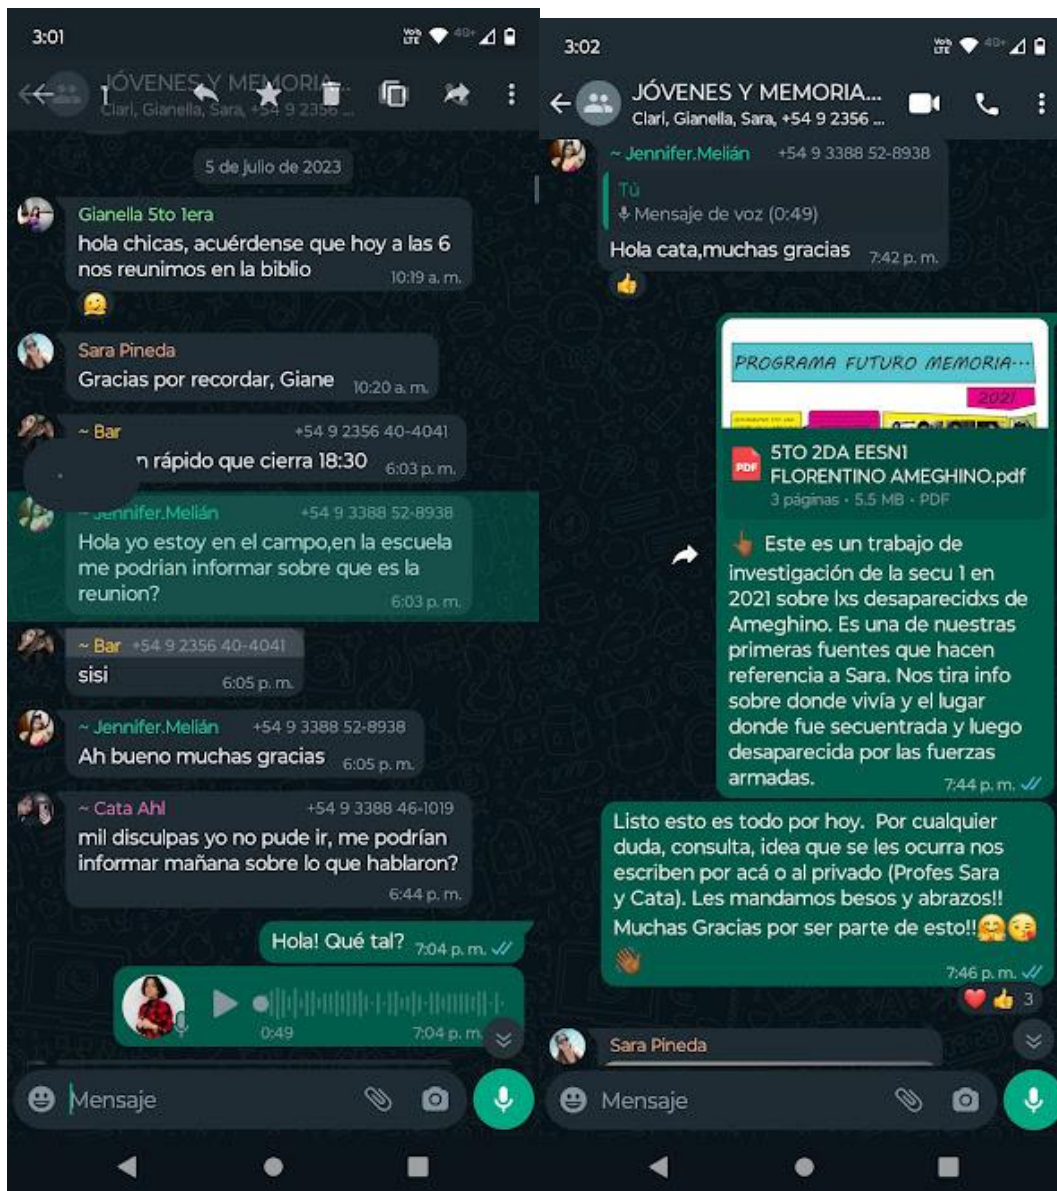 3:01
Vo))
LTE
4G+
JÓVENES Y MEMORIA...
1
Clari, Gianella, Sara, +54 9 2356 ...
5 de julio de 2023
Gianella 5to 1era
hola chicas, acuérdense que hoy a las 6
nos reunimos en la biblio
10:19 a. m.
Sara Pineda
Gracias por recordar, Giane
10:20 a. m.
~ Bar +54 9 2356 40-4041
n rápido que cierra 18:30
6:03 p. m.
~ Jennifer.Melián +54 9 3388 52-8938
Hola yo estoy en el campo,en la escuela
me podrian informar sobre que es la
reunion?
6:03 p. m.
~ Bar +54 9 2356 40-4041
sisi
6:05 p. m.
~ Jennifer.Melián +54 9 3388 52-8938
Ah bueno muchas gracias
6:05 p. m.
~ Cata Ahl +54 9 3388 46-1019
mil disculpas yo no pude ir, me podrían
informar mañana sobre lo que hablaron?
6:44 p. m.
Hola! Qué tal?
7:04 p. m.
0:49
7:04 p. m.
Mensaje
3:02
Vo))
LTE
4G+
JÓVENES Y MEMORIA...
Clari, Gianella, Sara, +54 9 2356 ...
~ Jennifer.Melián +54 9 3388 52-8938
Tú
Mensaje de voz (0:49)
Hola cata,muchas gracias
7:42 p. m.
PROGRAMA FUTURO MEMORIA...
2021
PDF
5TO 2DA EESN1
FLORENTINO AMEGHINO.pdf
3 páginas • 5.5 MB • PDF
Este es un trabajo de
investigación de la secu 1 en
2021 sobre lxs desaparecidxs de
Ameghino. Es una de nuestras
primeras fuentes que hacen
referencia a Sara. Nos tira info
sobre donde vivía y el lugar
donde fue secuentrada y luego
desaparecida por las fuerzas
armadas.
7:44 p. m.
Listo esto es todo por hoy. Por cualquier
duda, consulta, idea que se les ocurra nos
escriben por acá o al privado (Profes Sara
y Cata). Les mandamos besos y abrazos!!
Muchas Gracias por ser parte de esto!!🤗😘
👋🏾
7:46 p. m.
3
Sara Pineda
Mensaje